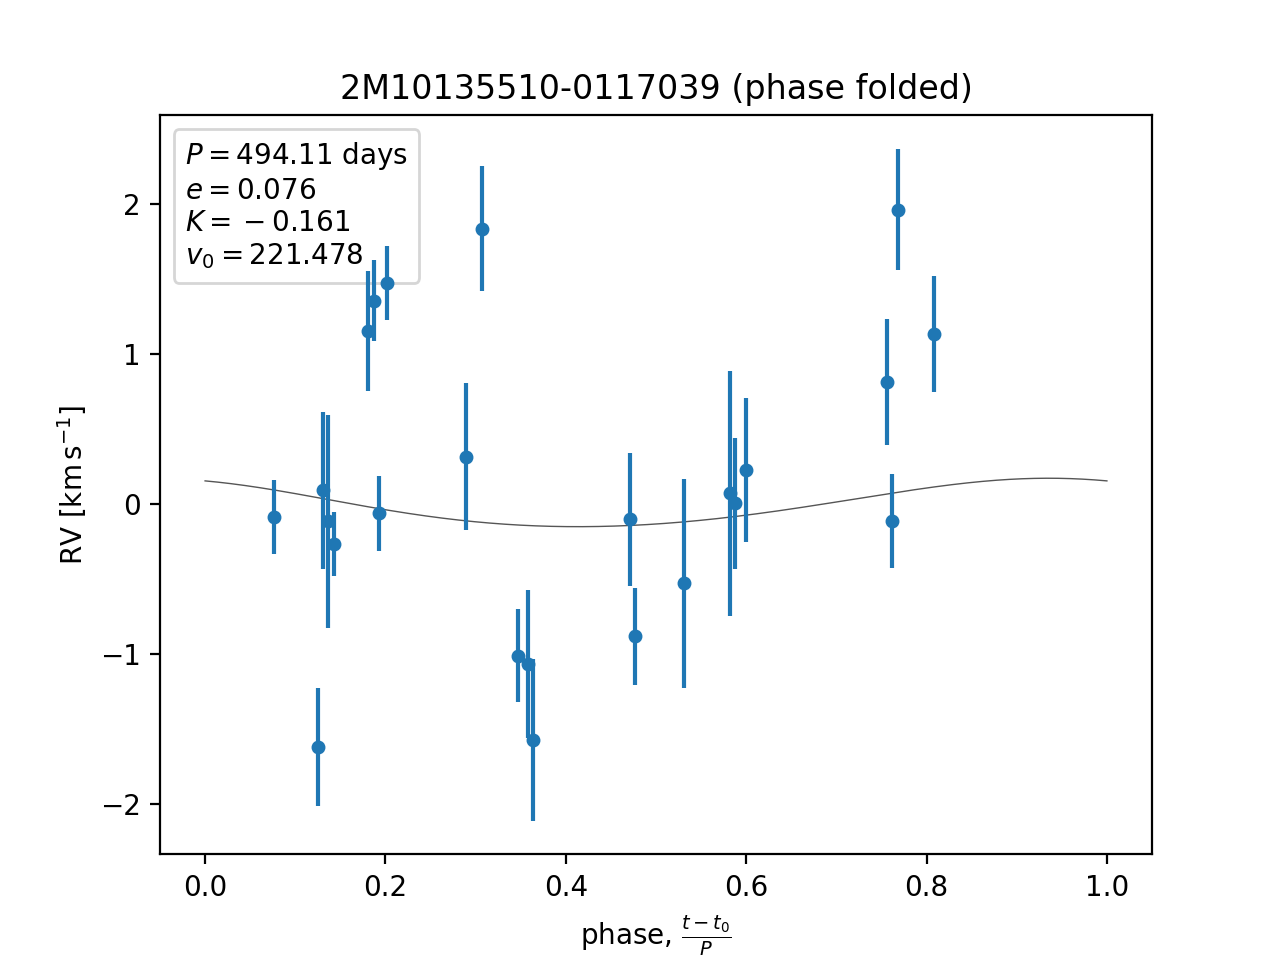 2M10135510-0117039 (phase folded)
P = 494.11 days
e = 0.076
K = −0.161
v₀ = 221.478
2
1
0
−1
−2
RV [km s⁻¹]
0.0 0.2 0.4 0.6 0.8 1.0
phase, (t − t₀)/P